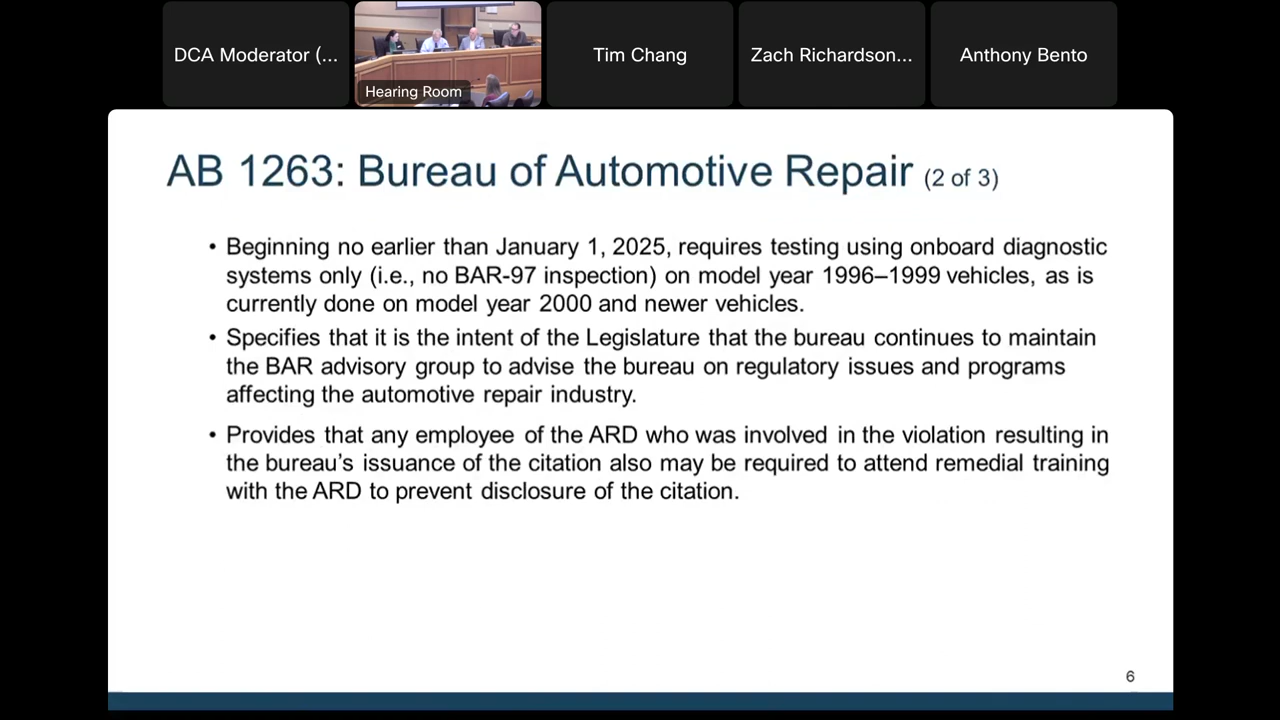 DCA Moderator (...
Hearing Room
Tim Chang
Zach Richardson...
Anthony Bento
AB 1263: Bureau of Automotive Repair (2 of 3)
• Beginning no earlier than January 1, 2025, requires testing using onboard diagnostic
systems only (i.e., no BAR-97 inspection) on model year 1996–1999 vehicles, as is
currently done on model year 2000 and newer vehicles.
• Specifies that it is the intent of the Legislature that the bureau continues to maintain
the BAR advisory group to advise the bureau on regulatory issues and programs
affecting the automotive repair industry.
• Provides that any employee of the ARD who was involved in the violation resulting in
the bureau’s issuance of the citation also may be required to attend remedial training
with the ARD to prevent disclosure of the citation.
6